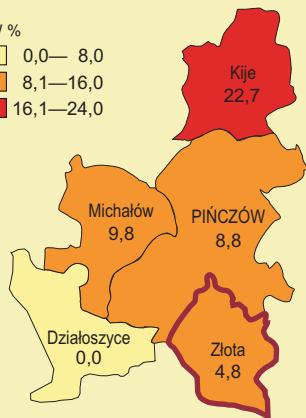 %
0,0— 8,0
8,1—16,0
16,1—24,0
Kije
22,7
Michałów
9,8
PIŃCZÓW
8,8
Działoszyce
0,0
Złota
4,8